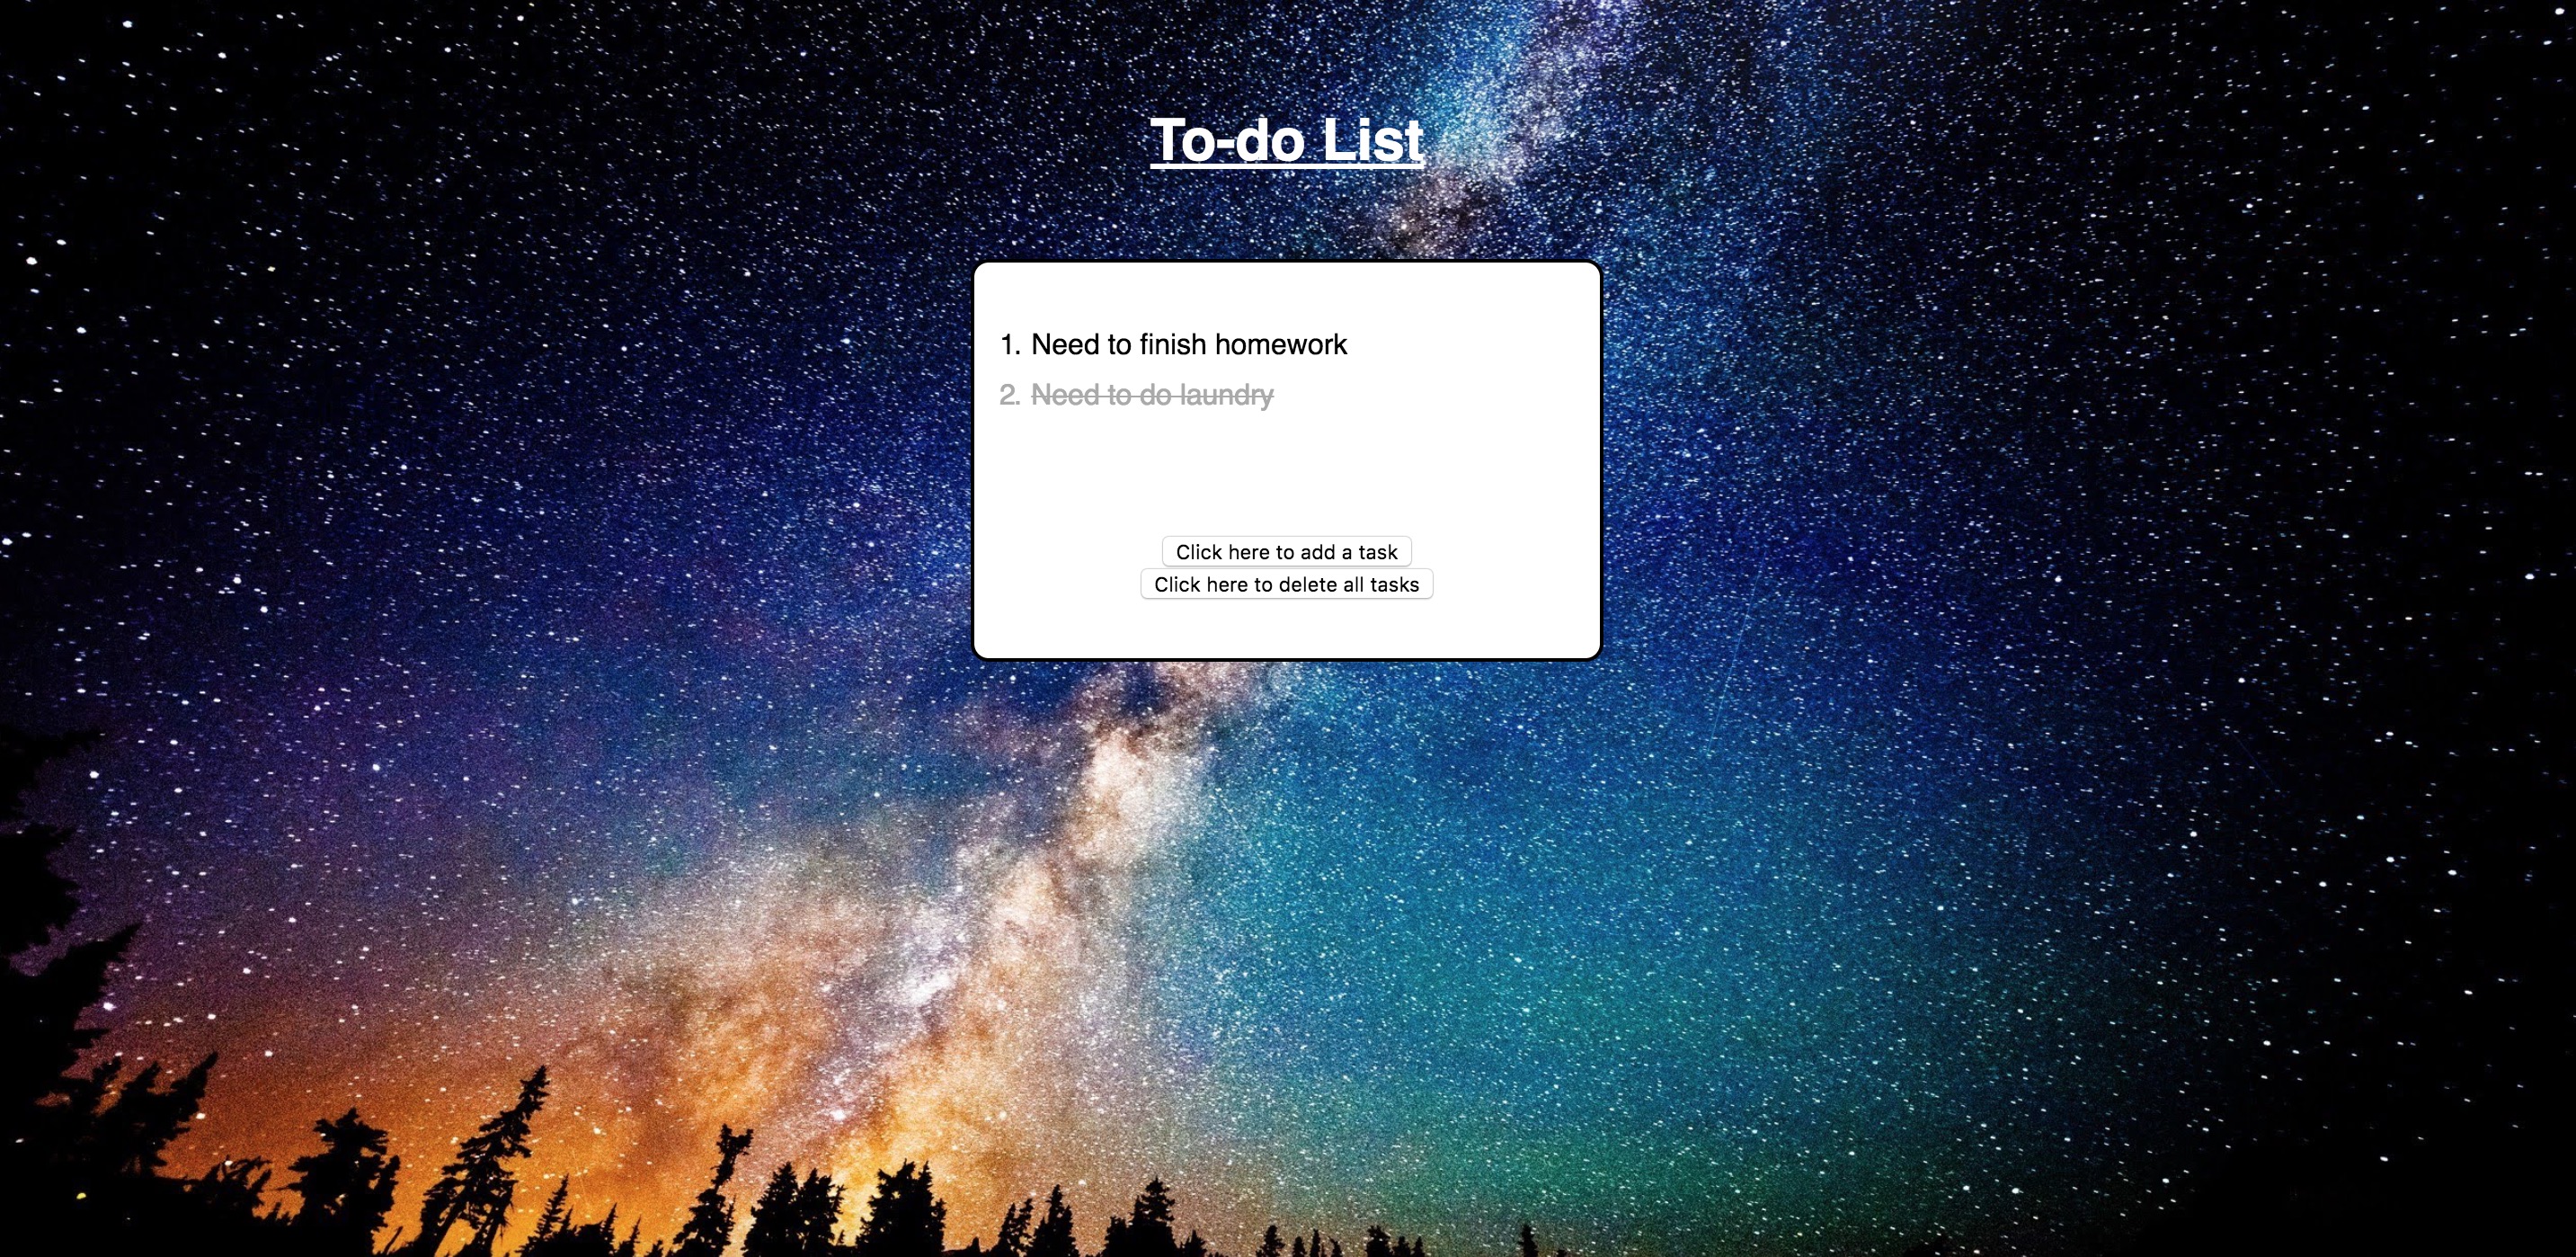 To-do List
1. Need to finish homework
2. Need to do laundry
Click here to add a task
Click here to delete all tasks